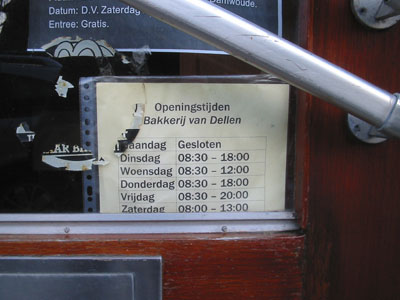 Datum: D.V. Zaterdag
Entree: Gratis.
Openingstijden
Bakkerij van Dellen
aandag Gesloten
Dinsdag 08:30 – 18:00
Woensdag 08:30 – 12:00
Donderdag 08:30 – 18:00
Vrijdag 08:30 – 20:00
Zaterdag 08:00 – 13:00